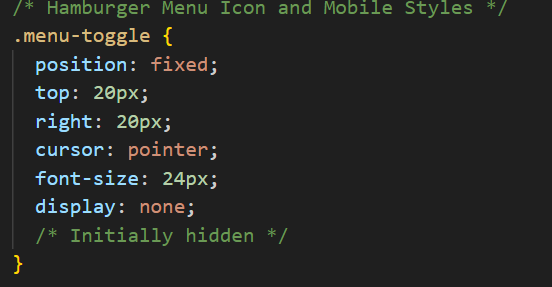 /* Hamburger Menu Icon and Mobile Styles */
.menu-toggle {
position: fixed;
top: 20px;
right: 20px;
cursor: pointer;
font-size: 24px;
display: none;
/* Initially hidden */
}